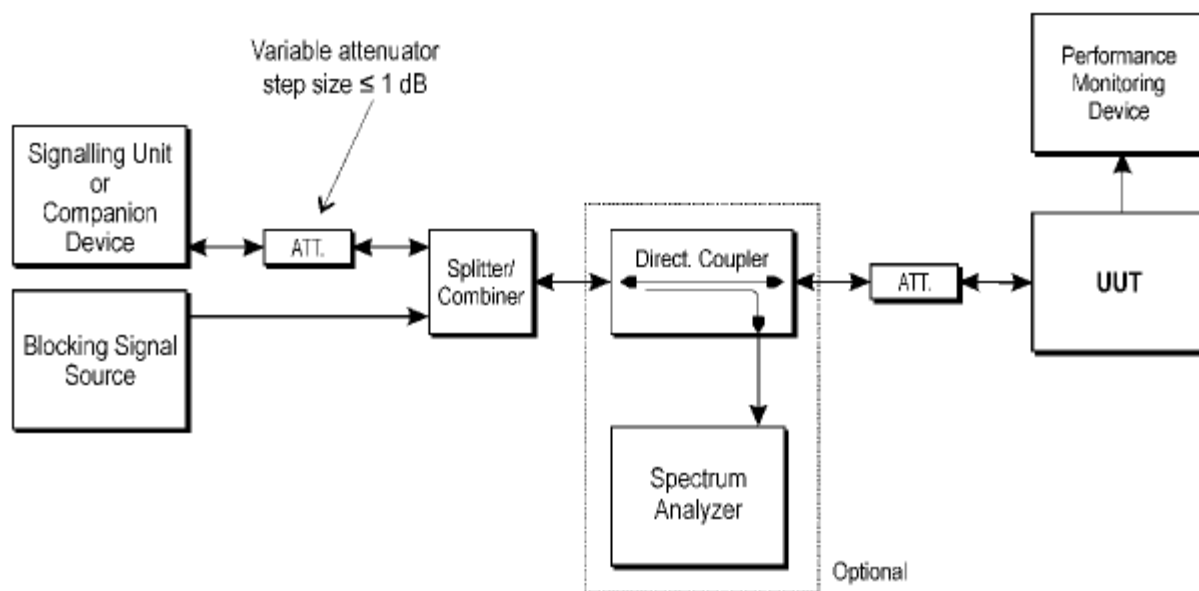 Variable attenuator
step size ≤ 1 dB
Performance
Monitoring
Device
Signalling Unit
or
Companion
Device
ATT.
Splitter/
Combiner
Direct. Coupler
ATT.
UUT
Blocking Signal
Source
Spectrum
Analyzer
Optional